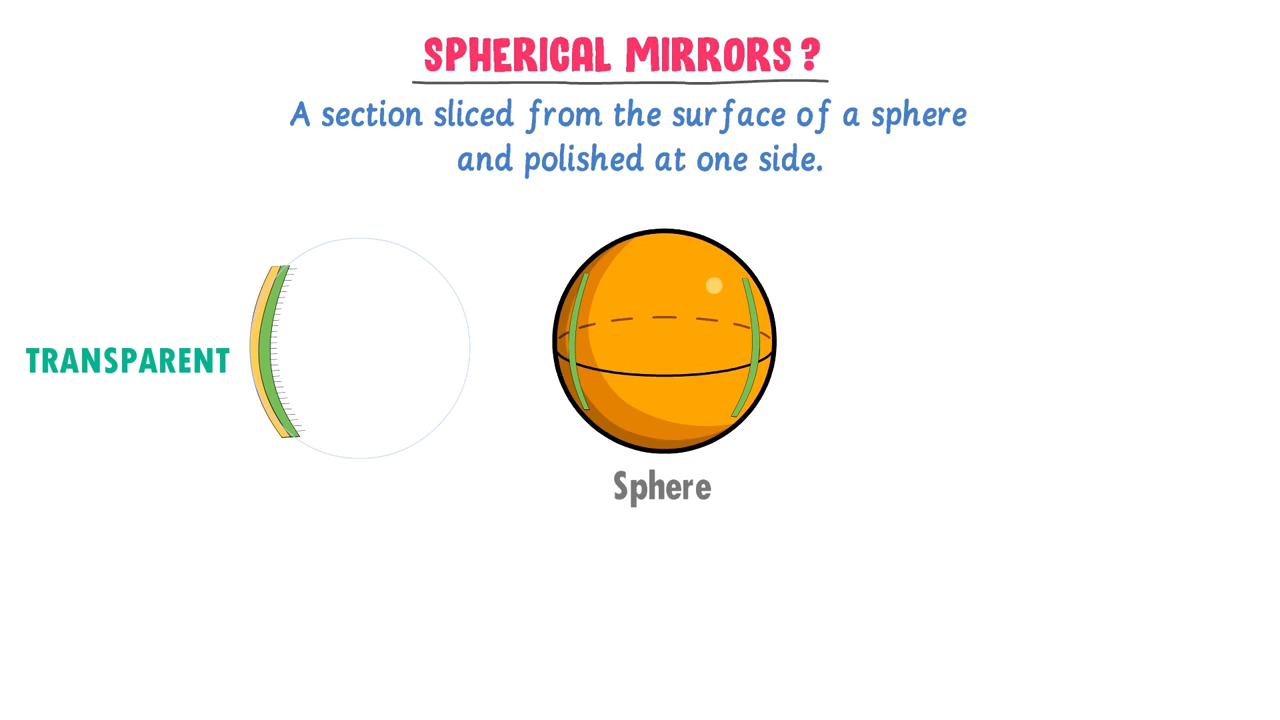 SPHERICAL MIRRORS?
A section sliced from the surface of a sphere
and polished at one side.
TRANSPARENT
Sphere